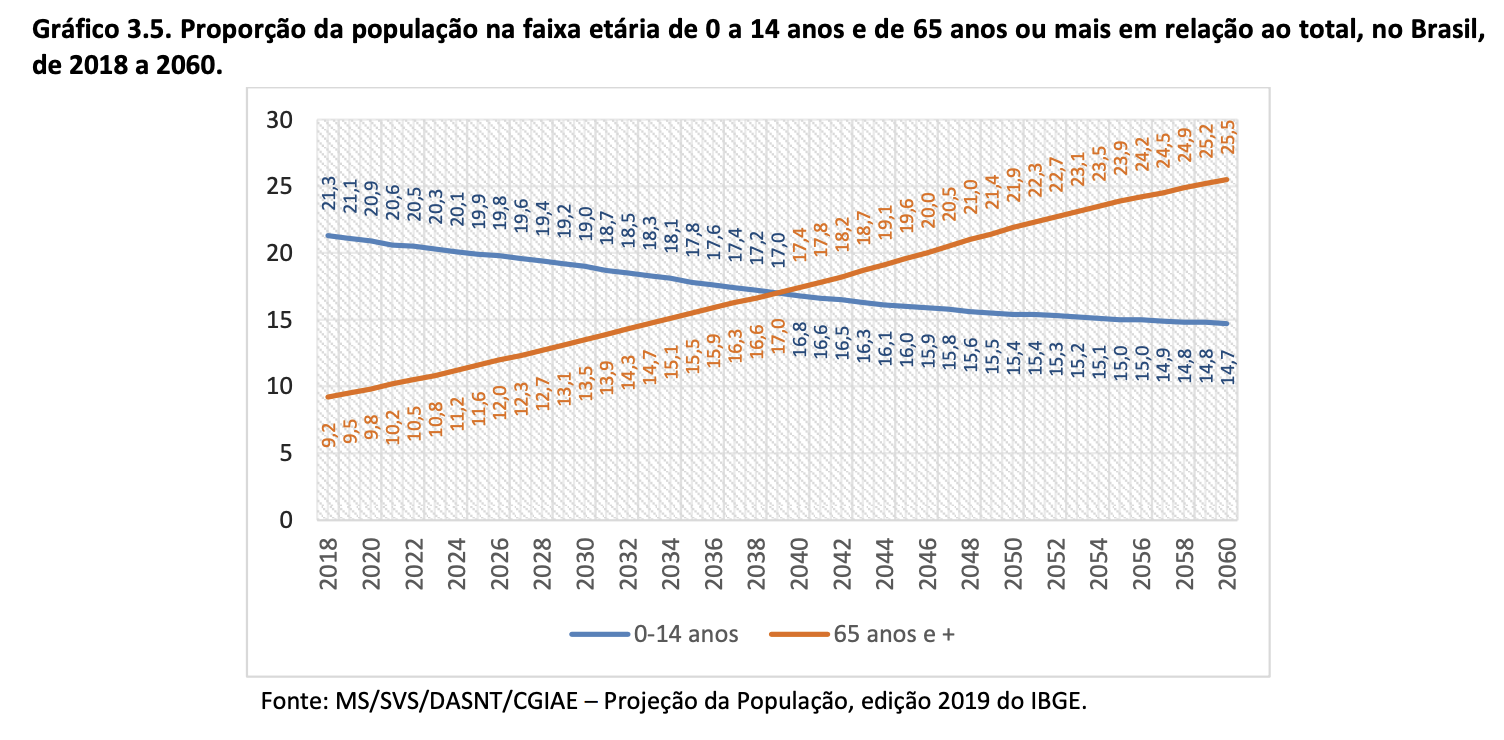 Gráfico 3.5. Proporção da população na faixa etária de 0 a 14 anos e de 65 anos ou mais em relação ao total, no Brasil,
de 2018 a 2060.
30
25
20
15
10
5
0
21,3 21,1 20,9 20,6 20,5 20,3 20,1 19,9 19,8 19,6 19,4 19,2 19,0 18,7 18,5 18,3 18,1 17,8 17,6 17,4 17,2 17,0 17,4 17,8 18,2 18,7 19,1 19,6 20,0 20,5 21,0 21,4 21,9 22,3 22,7 23,1 23,5 23,9 24,2 24,5 24,9 25,2 25,5
9,2 9,5 9,8 10,2 10,5 10,8 11,2 11,6 12,0 12,3 12,7 13,1 13,5 13,9 14,3 14,7 15,1 15,5 15,9 16,3 16,6 17,0 16,8 16,6 16,5 16,3 16,1 16,0 15,9 15,8 15,6 15,5 15,4 15,4 15,3 15,2 15,1 15,0 15,0 14,9 14,8 14,8 14,7
2018 2020 2022 2024 2026 2028 2030 2032 2034 2036 2038 2040 2042 2044 2046 2048 2050 2052 2054 2056 2058 2060
0-14 anos 65 anos e +
Fonte: MS/SVS/DASNT/CGIAE – Projeção da População, edição 2019 do IBGE.